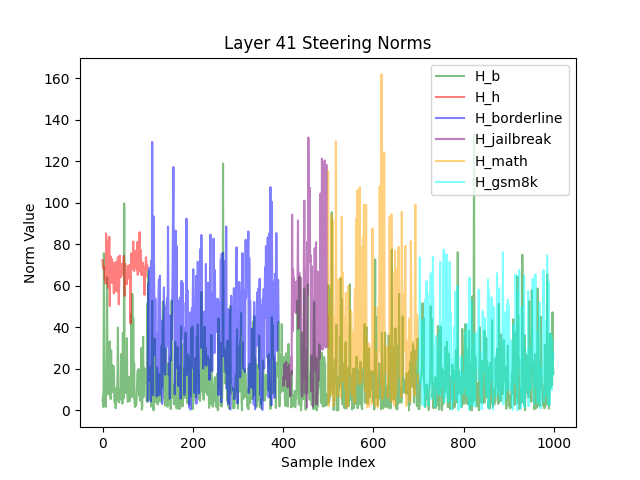 Layer 41 Steering Norms
H_b
H_h
H_borderline
H_jailbreak
H_math
H_gsm8k
Norm Value
160
140
120
100
80
60
40
20
0
0 200 400 600 800 1000
Sample Index